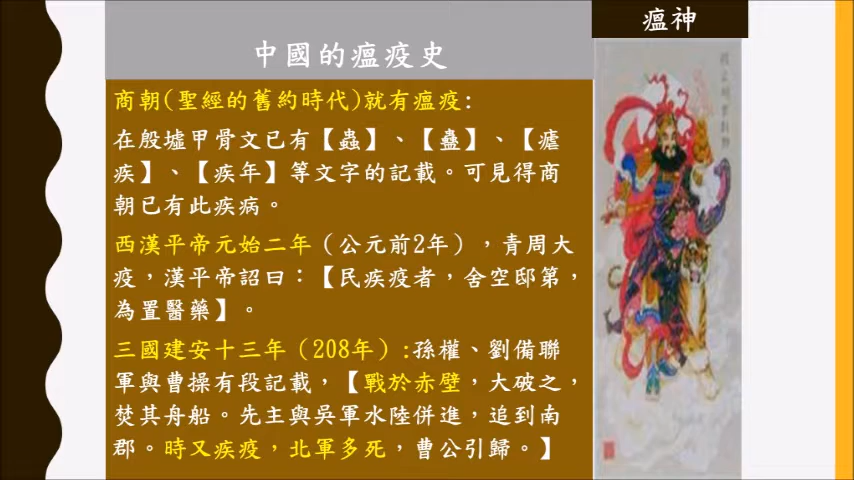 瘟神
中國的瘟疫史
商朝(聖經的舊約時代)就有瘟疫:
在殷墟甲骨文已有【蟲】、【蠱】、【瘧
疾】、【疾年】等文字的記載。可見得商
朝已有此疾病。
西漢平帝元始二年（公元前2年），青周大
疫，漢平帝詔曰：【民疾疫者，舍空邸第，
為置醫藥】。
三國建安十三年（208年）:孫權、劉備聯
軍與曹操有段記載，【戰於赤壁，大破之，
焚其舟船。先主與吳軍水陸併進，追到南
郡。時又疾疫，北軍多死，曹公引歸。】